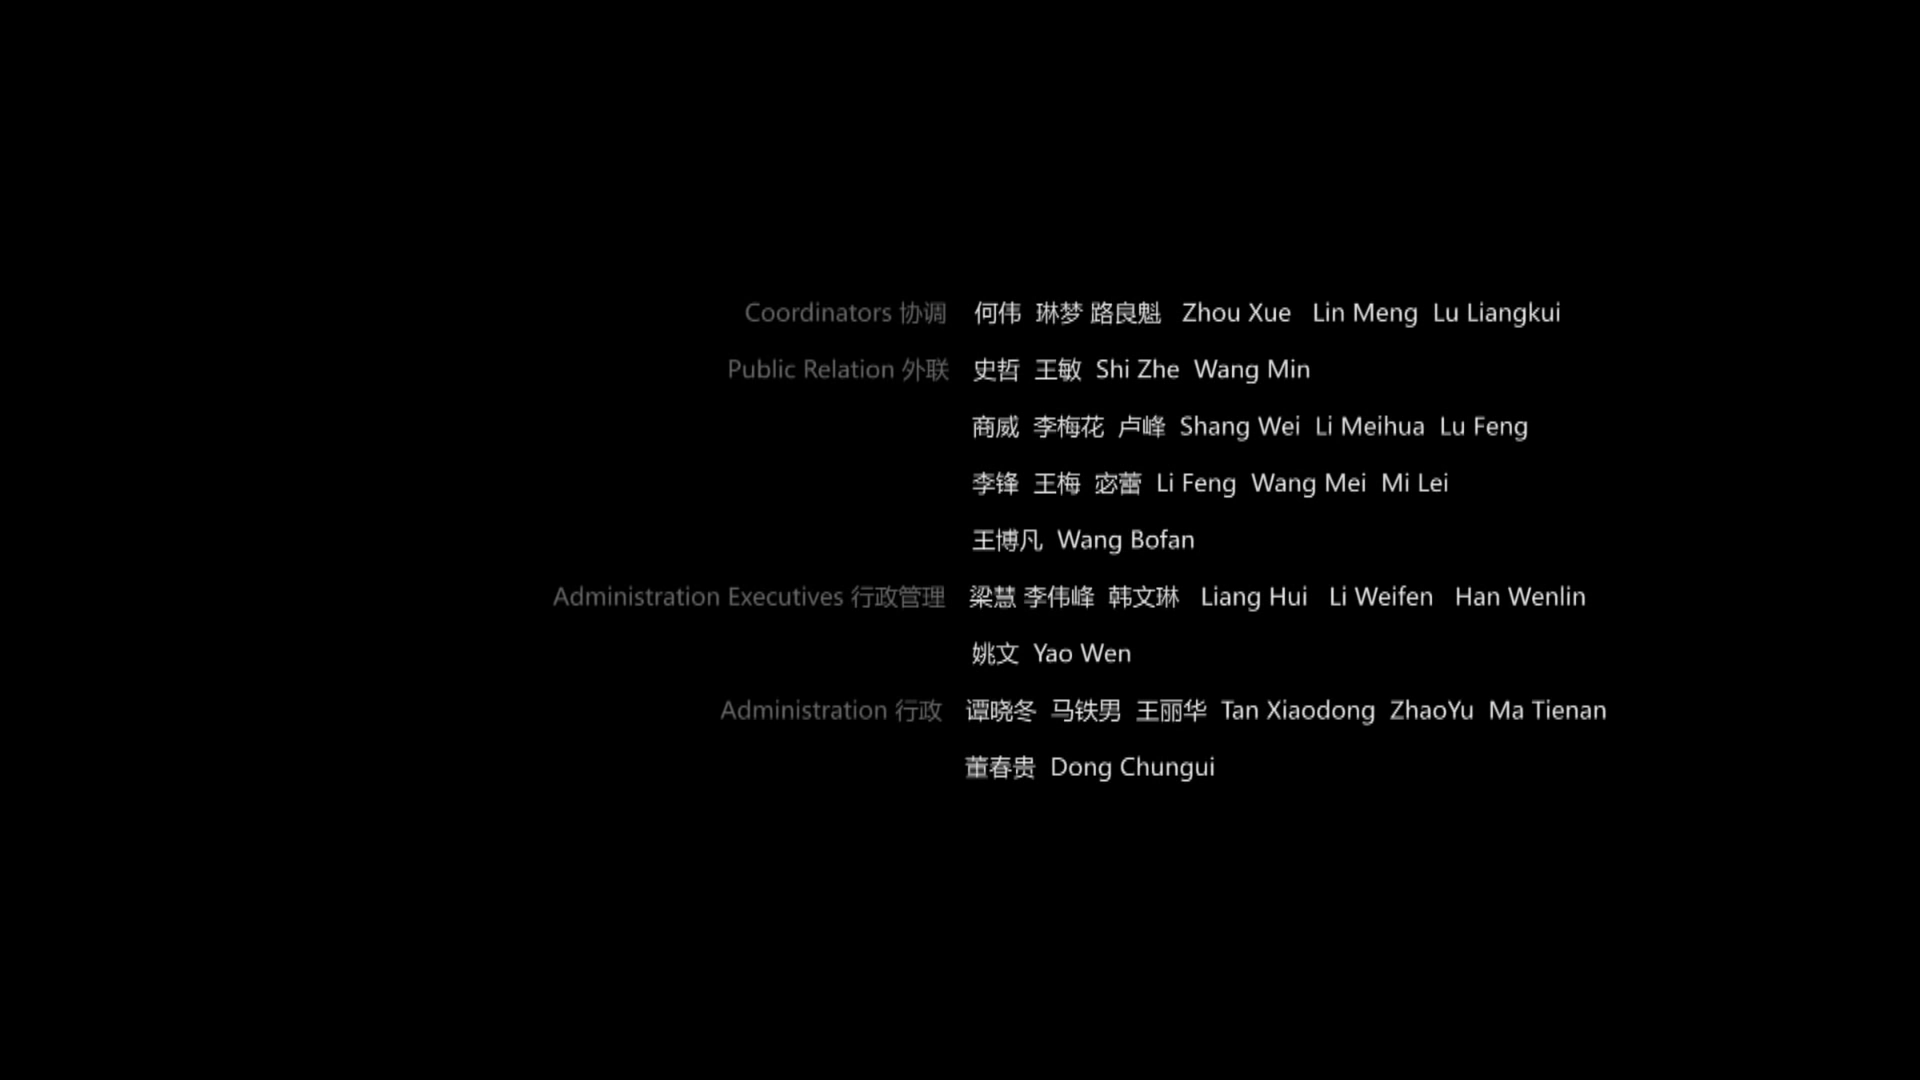 Coordinators 协调 何伟 琳梦 路良魁 Zhou Xue Lin Meng Lu Liangkui
Public Relation 外联 史哲 王敏 Shi Zhe Wang Min
商威 李梅花 卢峰 Shang Wei Li Meihua Lu Feng
李锋 王梅 宓蕾 Li Feng Wang Mei Mi Lei
王博凡 Wang Bofan
Administration Executives 行政管理 梁慧 李伟峰 韩文琳 Liang Hui Li Weifen Han Wenlin
姚文 Yao Wen
Administration 行政 谭晓冬 马铁男 王丽华 Tan Xiaodong ZhaoYu Ma Tienan
董春贵 Dong Chungui